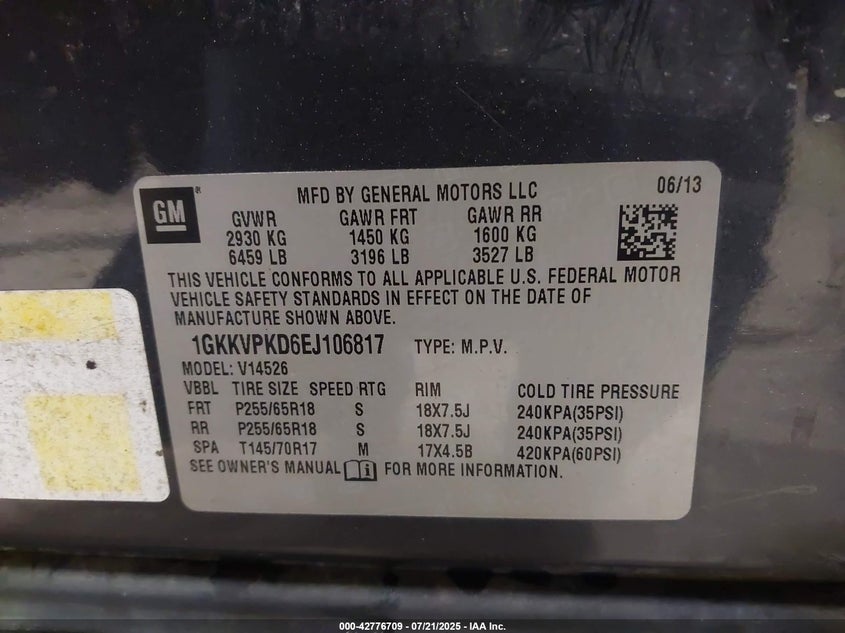 GM
®
MFD BY GENERAL MOTORS LLC 06/13
GVWR GAWR FRT GAWR RR
2930 KG 1450 KG 1600 KG
6459 LB 3196 LB 3527 LB
THIS VEHICLE CONFORMS TO ALL APPLICABLE U.S. FEDERAL MOTOR
VEHICLE SAFETY STANDARDS IN EFFECT ON THE DATE OF
MANUFACTURE SHOWN ABOVE.
1GKKVPKD6EJ106817 TYPE: M.P.V.
MODEL: V14526
VBBL TIRE SIZE SPEED RTG RIM COLD TIRE PRESSURE
FRT P255/65R18 S 18X7.5J 240KPA(35PSI)
RR P255/65R18 S 18X7.5J 240KPA(35PSI)
SPA T145/70R17 M 17X4.5B 420KPA(60PSI)
SEE OWNER'S MANUAL i FOR MORE INFORMATION.
000-42776709 - 07/21/2025 - IAA Inc.